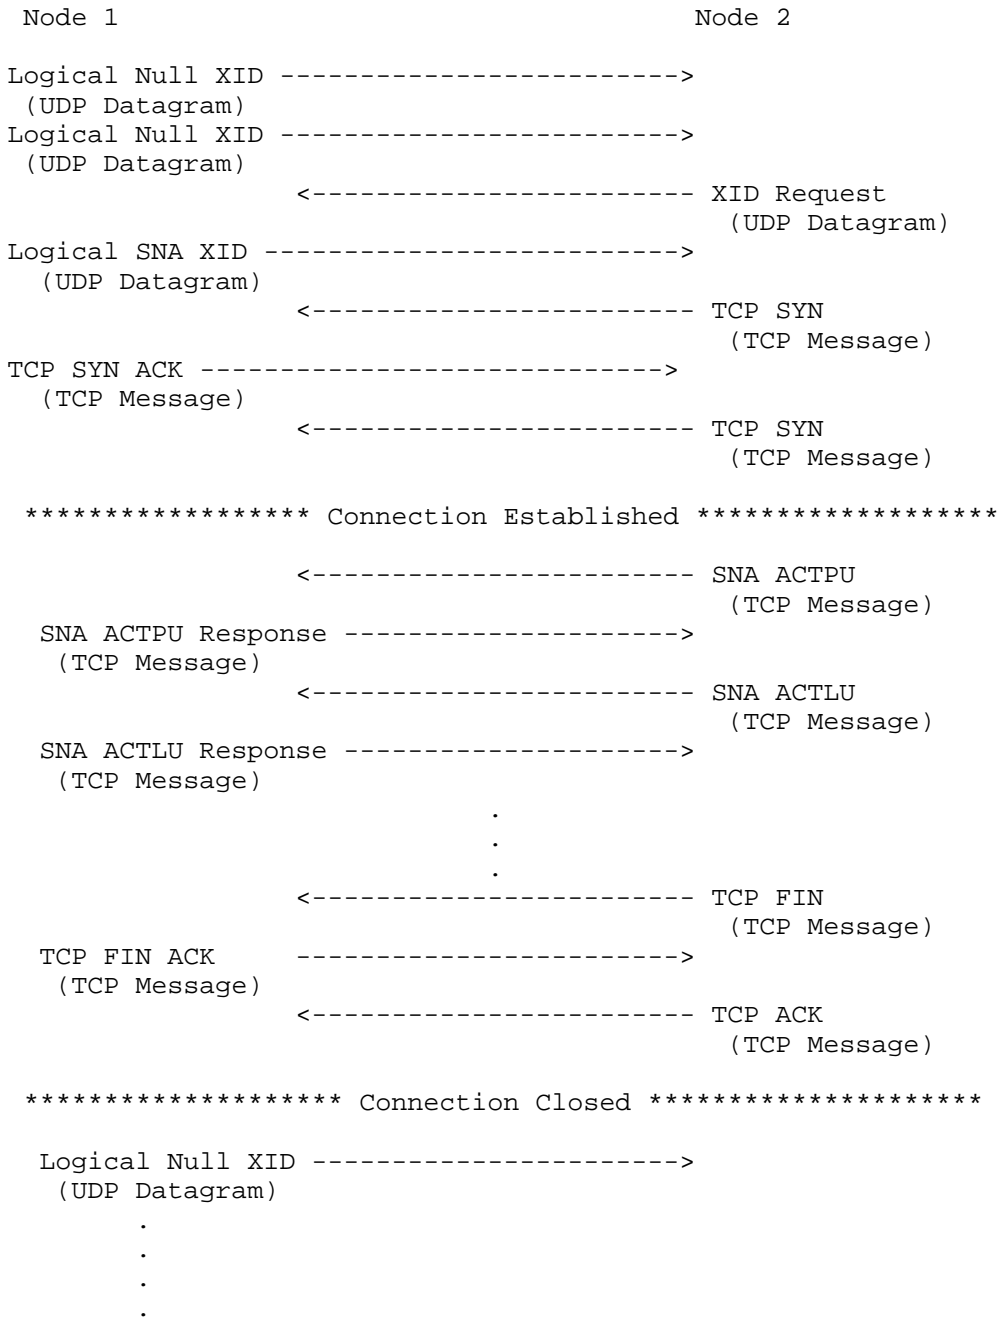 Node 1                                    Node 2
Logical Null XID ------------------------->
(UDP Datagram)
Logical Null XID ------------------------->
(UDP Datagram)
<------------------------ XID Request
(UDP Datagram)
Logical SNA XID -------------------------->
(UDP Datagram)
<------------------------ TCP SYN
(TCP Message)
TCP SYN ACK ----------------------------->
(TCP Message)
<------------------------ TCP SYN
(TCP Message)
****************** Connection Established *******************
<------------------------ SNA ACTPU
(TCP Message)
SNA ACTPU Response --------------------->
(TCP Message)
<------------------------ SNA ACTLU
(TCP Message)
SNA ACTLU Response --------------------->
(TCP Message)
.
.
.
<------------------------ TCP FIN
(TCP Message)
TCP FIN ACK     ------------------------>
(TCP Message)
<------------------------ TCP ACK
(TCP Message)
******************** Connection Closed *********************
Logical Null XID ----------------------->
(UDP Datagram)
.
.
.
.